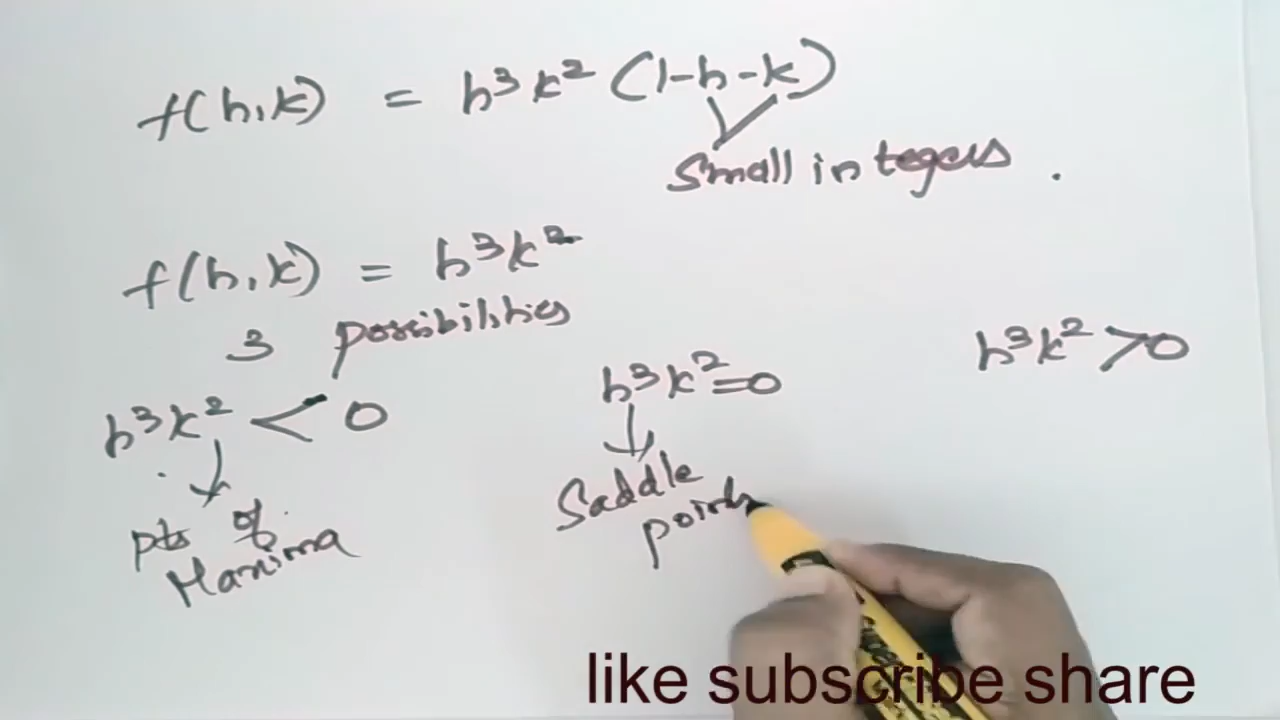 f(h,k) = h³k² (1-h-k)
Small integers .
f(h,k) = h³k²
3 possibilities
h³k² < 0
pts of
Maxima
h³k² = 0
Saddle
points
h³k² > 0
like subscribe share